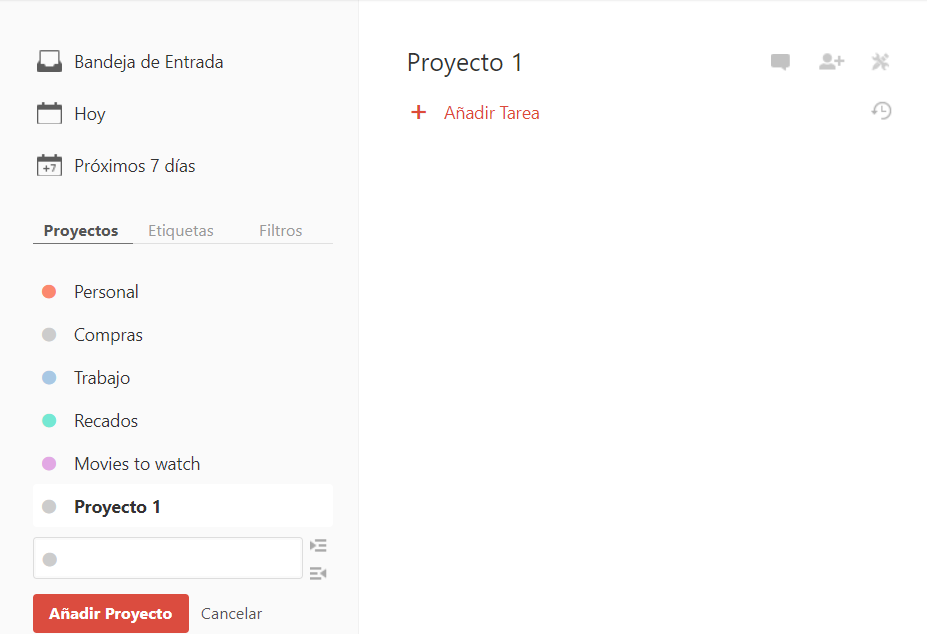 Bandeja de Entrada
Hoy
+7
Próximos 7 días
Proyectos Etiquetas Filtros
Personal
Compras
Trabajo
Recados
Movies to watch
Proyecto 1
Añadir Proyecto Cancelar
Proyecto 1
+ Añadir Tarea